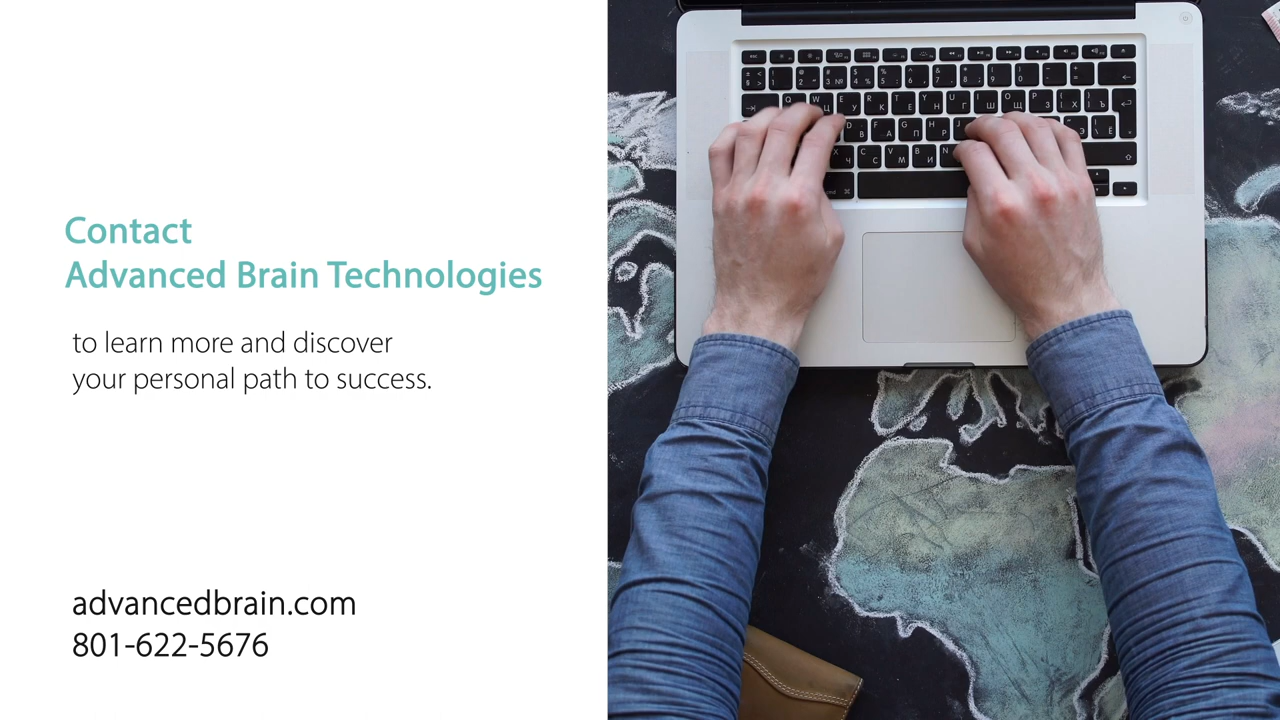 Contact
Advanced Brain Technologies
to learn more and discover
your personal path to success.
advancedbrain.com
801-622-5676